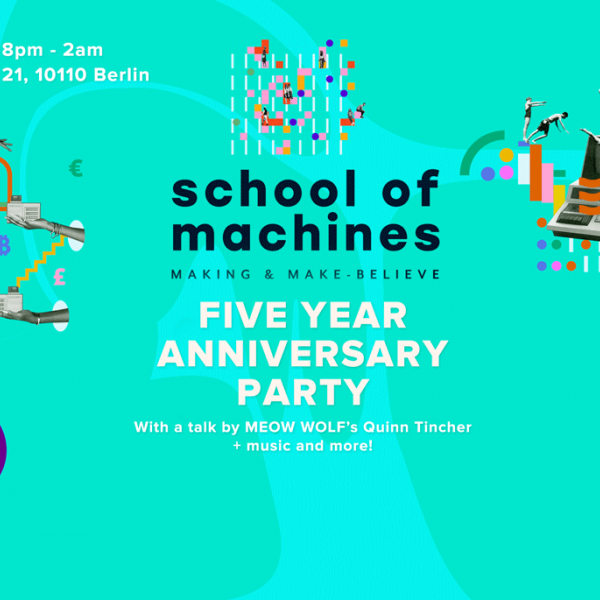 8pm - 2am
21, 10110 Berlin
€
₿
£
school of
machines
MAKING & MAKE-BELIEVE
FIVE YEAR
ANNIVERSARY
PARTY
With a talk by MEOW WOLF's Quinn Tincher
+ music and more!